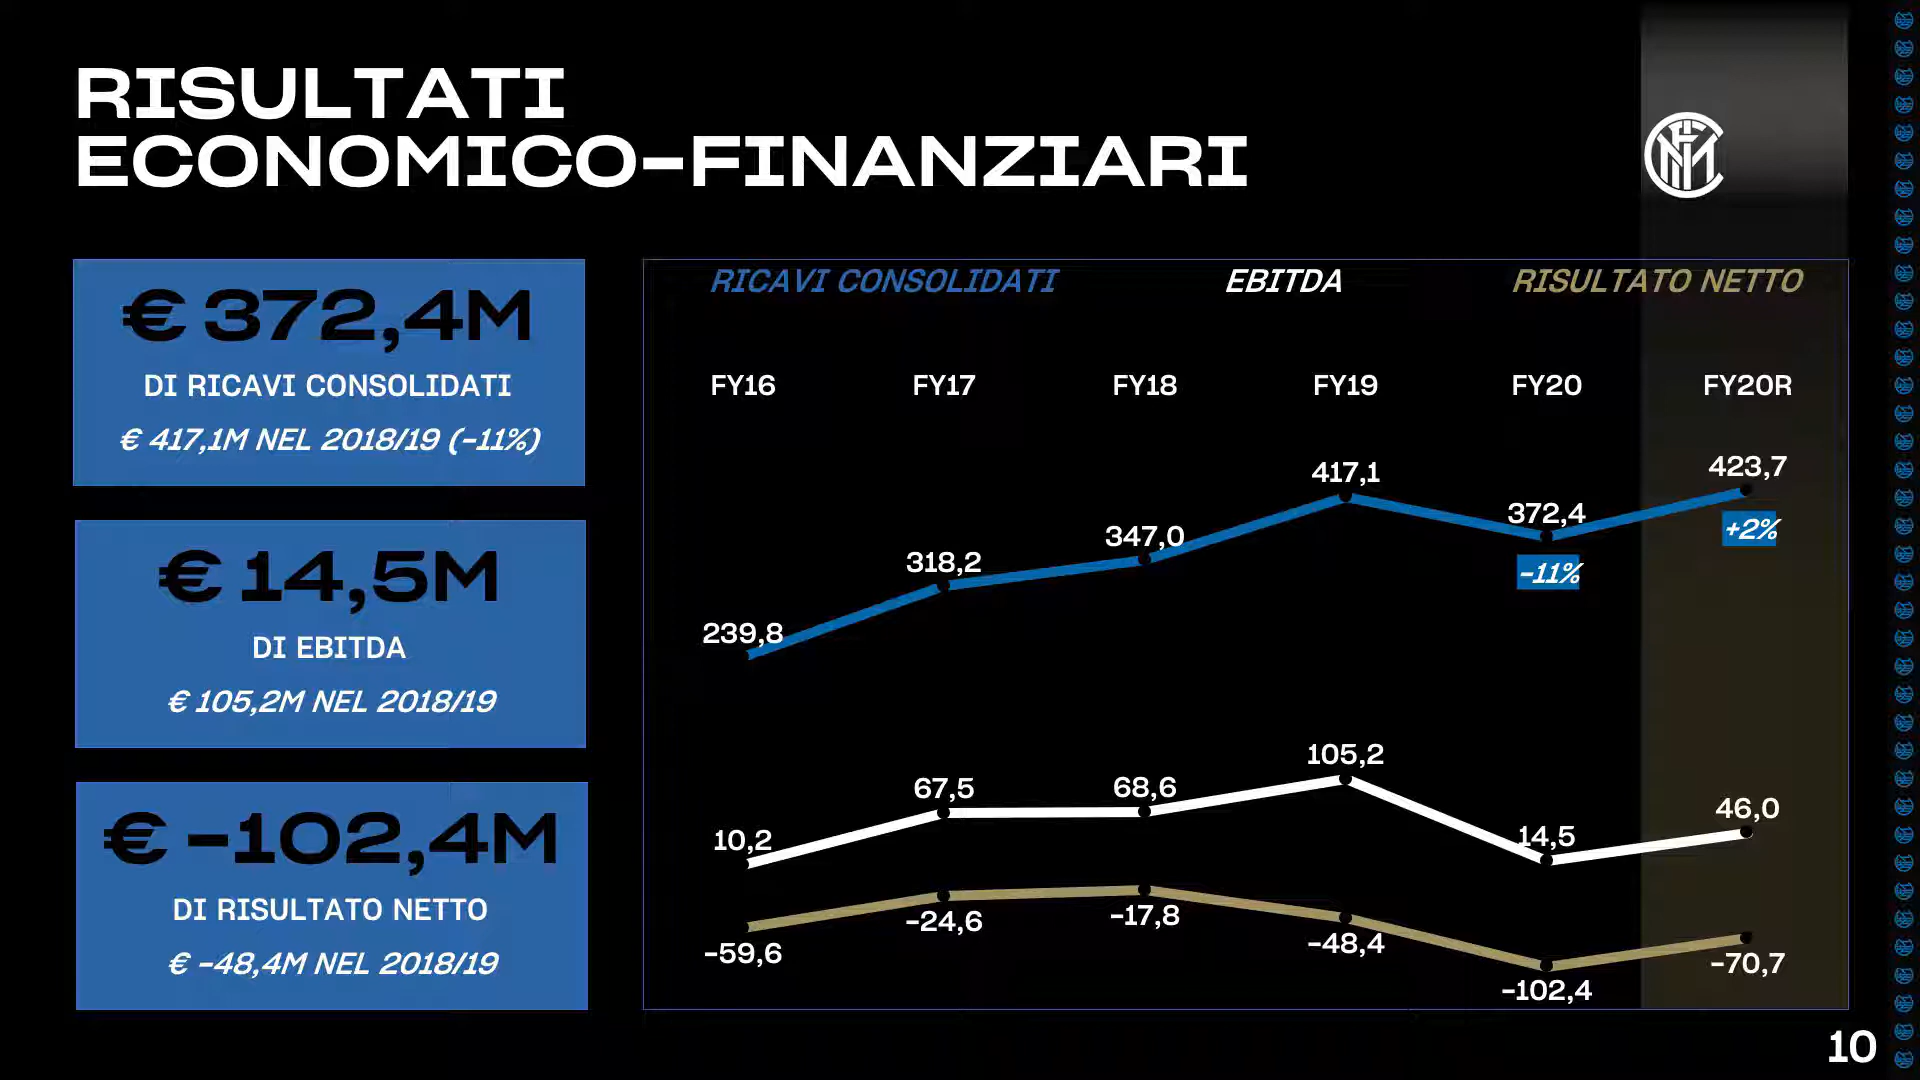 RISULTATI
ECONOMICO-FINANZIARI
€ 372,4M
DI RICAVI CONSOLIDATI
€ 417,1M NEL 2018/19 (-11%)
€ 14,5M
DI EBITDA
€ 105,2M NEL 2018/19
€ -102,4M
DI RISULTATO NETTO
€ -48,4M NEL 2018/19
RICAVI CONSOLIDATI EBITDA RISULTATO NETTO
FY16 FY17 FY18 FY19 FY20 FY20R
239,8 318,2 347,0 417,1 372,4 423,7
-11% +2%
10,2 67,5 68,6 105,2 14,5 46,0
-59,6 -24,6 -17,8 -48,4 -102,4 -70,7
10